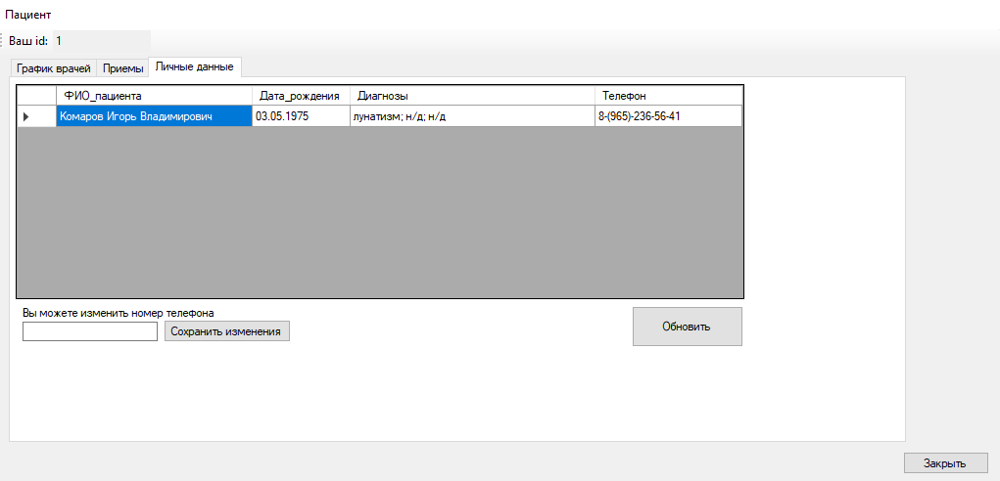 Пациент
Ваш id: 1
График врачей Приемы Личные данные
ФИО_пациента Дата_рождения Диагнозы Телефон
Комаров Игорь Владимирович 03.05.1975 лунатизм; н/д; н/д 8-(965)-236-56-41
Вы можете изменить номер телефона
Сохранить изменения
Обновить
Закрыть